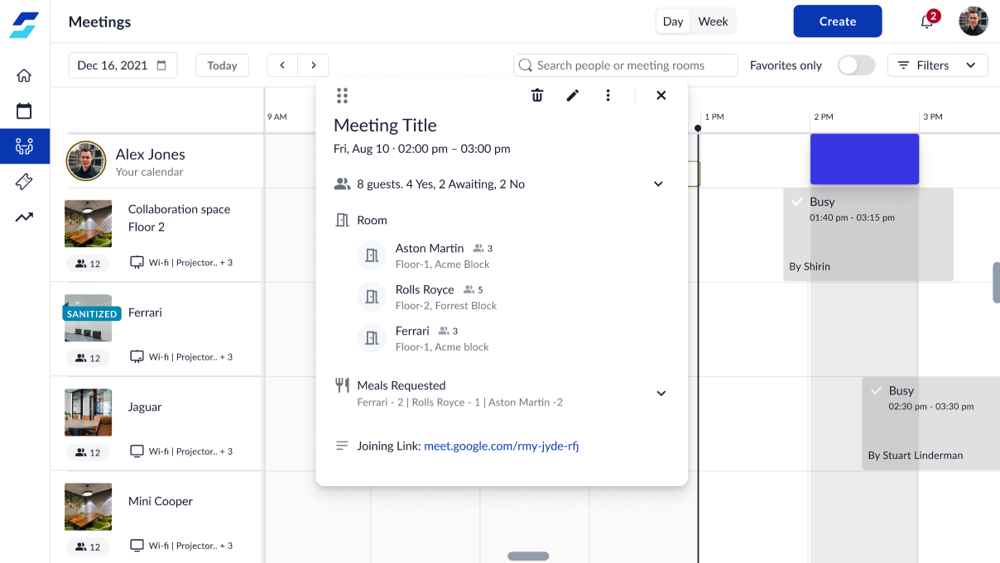 Meetings
Day
Week
Create
2
Dec 16, 2021
Today
Search people or meeting rooms
Favorites only
Filters
9 AM
1 PM
2 PM
3 PM
Alex Jones
Your calendar
Collaboration space
Floor 2
12
Wi-fi | Projector.. + 3
SANITIZED
Ferrari
12
Wi-fi | Projector.. + 3
Jaguar
12
Wi-fi | Projector.. + 3
Mini Cooper
12
Wi-fi | Projector.. + 3
Meeting Title
Fri, Aug 10 · 02:00 pm – 03:00 pm
8 guests. 4 Yes, 2 Awaiting, 2 No
Room
Aston Martin 3
Floor-1, Acme Block
Rolls Royce 5
Floor-2, Forrest Block
Ferrari 3
Floor-1, Acme block
Meals Requested
Ferrari - 2 | Rolls Royce - 1 | Aston Martin -2
Joining Link: meet.google.com/rmy-jyde-rfj
Busy
01:40 pm - 03:15 pm
By Shirin
Busy
02:30 pm - 03:30 pm
By Stuart Linderman